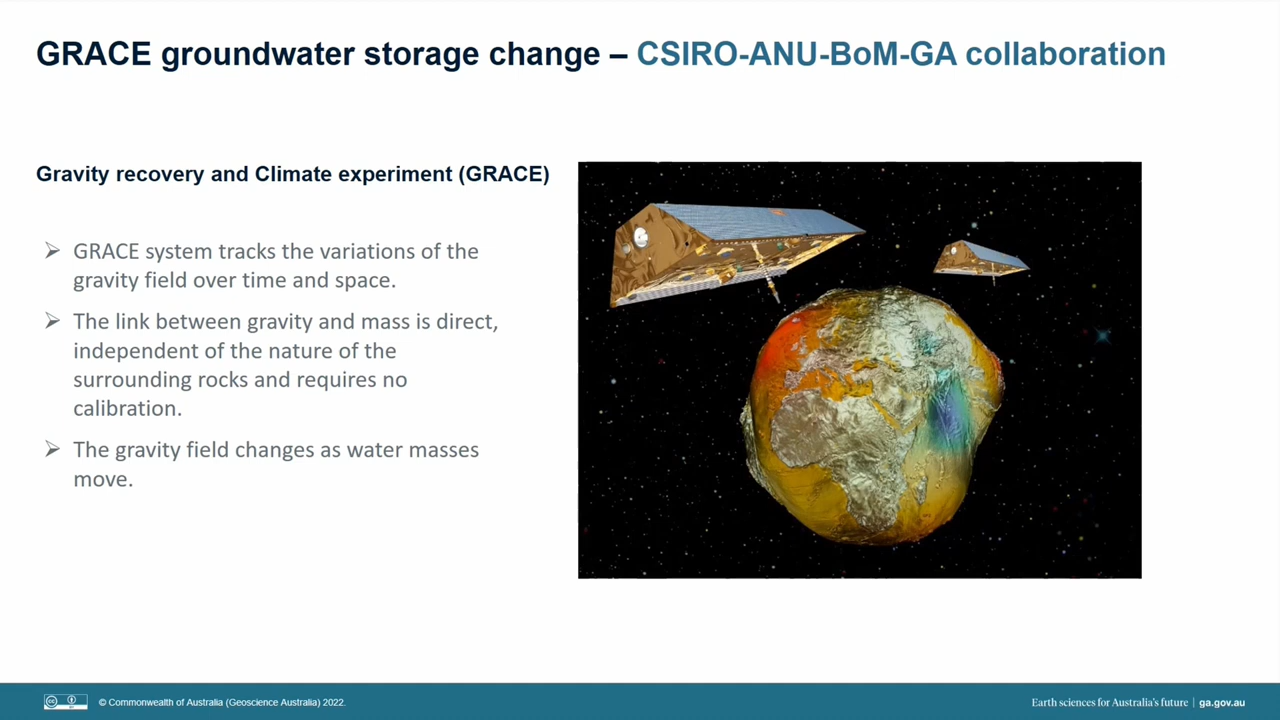 GRACE groundwater storage change – CSIRO-ANU-BoM-GA collaboration
Gravity recovery and Climate experiment (GRACE)
➢ GRACE system tracks the variations of the
gravity field over time and space.
➢ The link between gravity and mass is direct,
independent of the nature of the
surrounding rocks and requires no
calibration.
➢ The gravity field changes as water masses
move.
© Commonwealth of Australia (Geoscience Australia) 2022.
Earth sciences for Australia's future | ga.gov.au